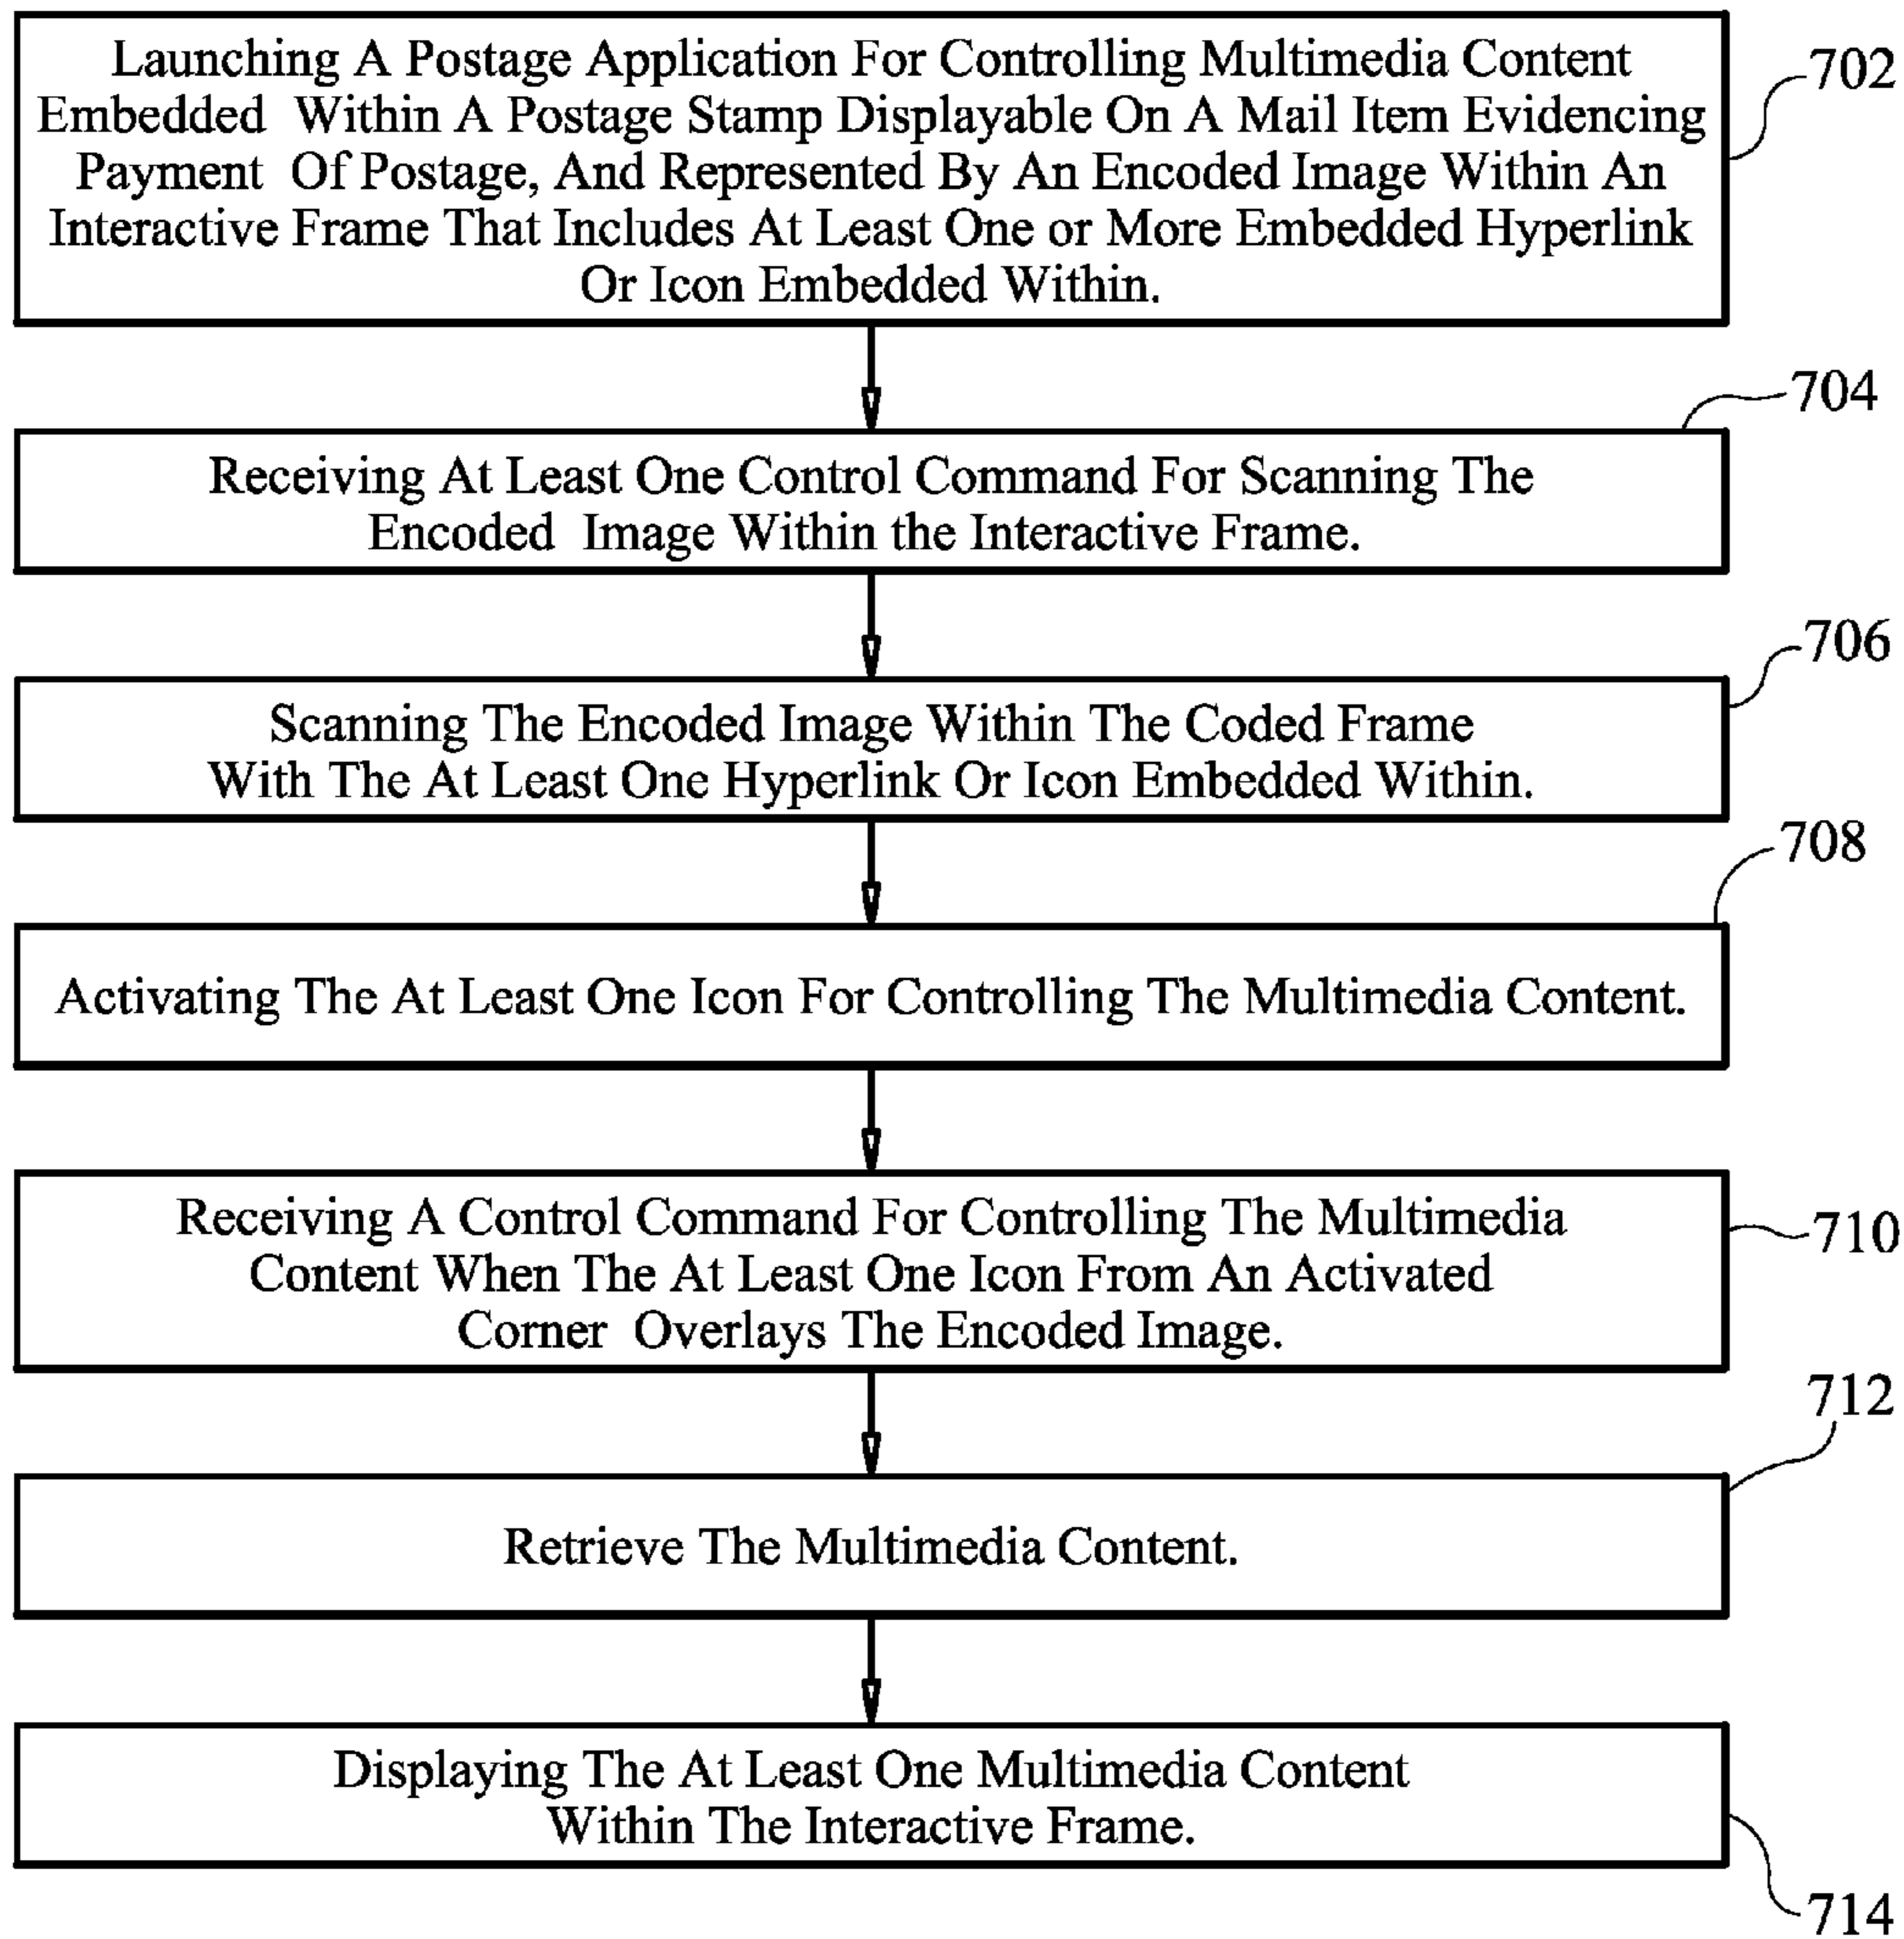 Launching A Postage Application For Controlling Multimedia Content
Embedded Within A Postage Stamp Displayable On A Mail Item Evidencing
Payment Of Postage, And Represented By An Encoded Image Within An
Interactive Frame That Includes At Least One or More Embedded Hyperlink
Or Icon Embedded Within.
702
704
Receiving At Least One Control Command For Scanning The
Encoded Image Within the Interactive Frame.
706
Scanning The Encoded Image Within The Coded Frame
With The At Least One Hyperlink Or Icon Embedded Within.
708
Activating The At Least One Icon For Controlling The Multimedia Content.
Receiving A Control Command For Controlling The Multimedia
Content When The At Least One Icon From An Activated
Corner Overlays The Encoded Image.
710
712
Retrieve The Multimedia Content.
Displaying The At Least One Multimedia Content
Within The Interactive Frame.
714